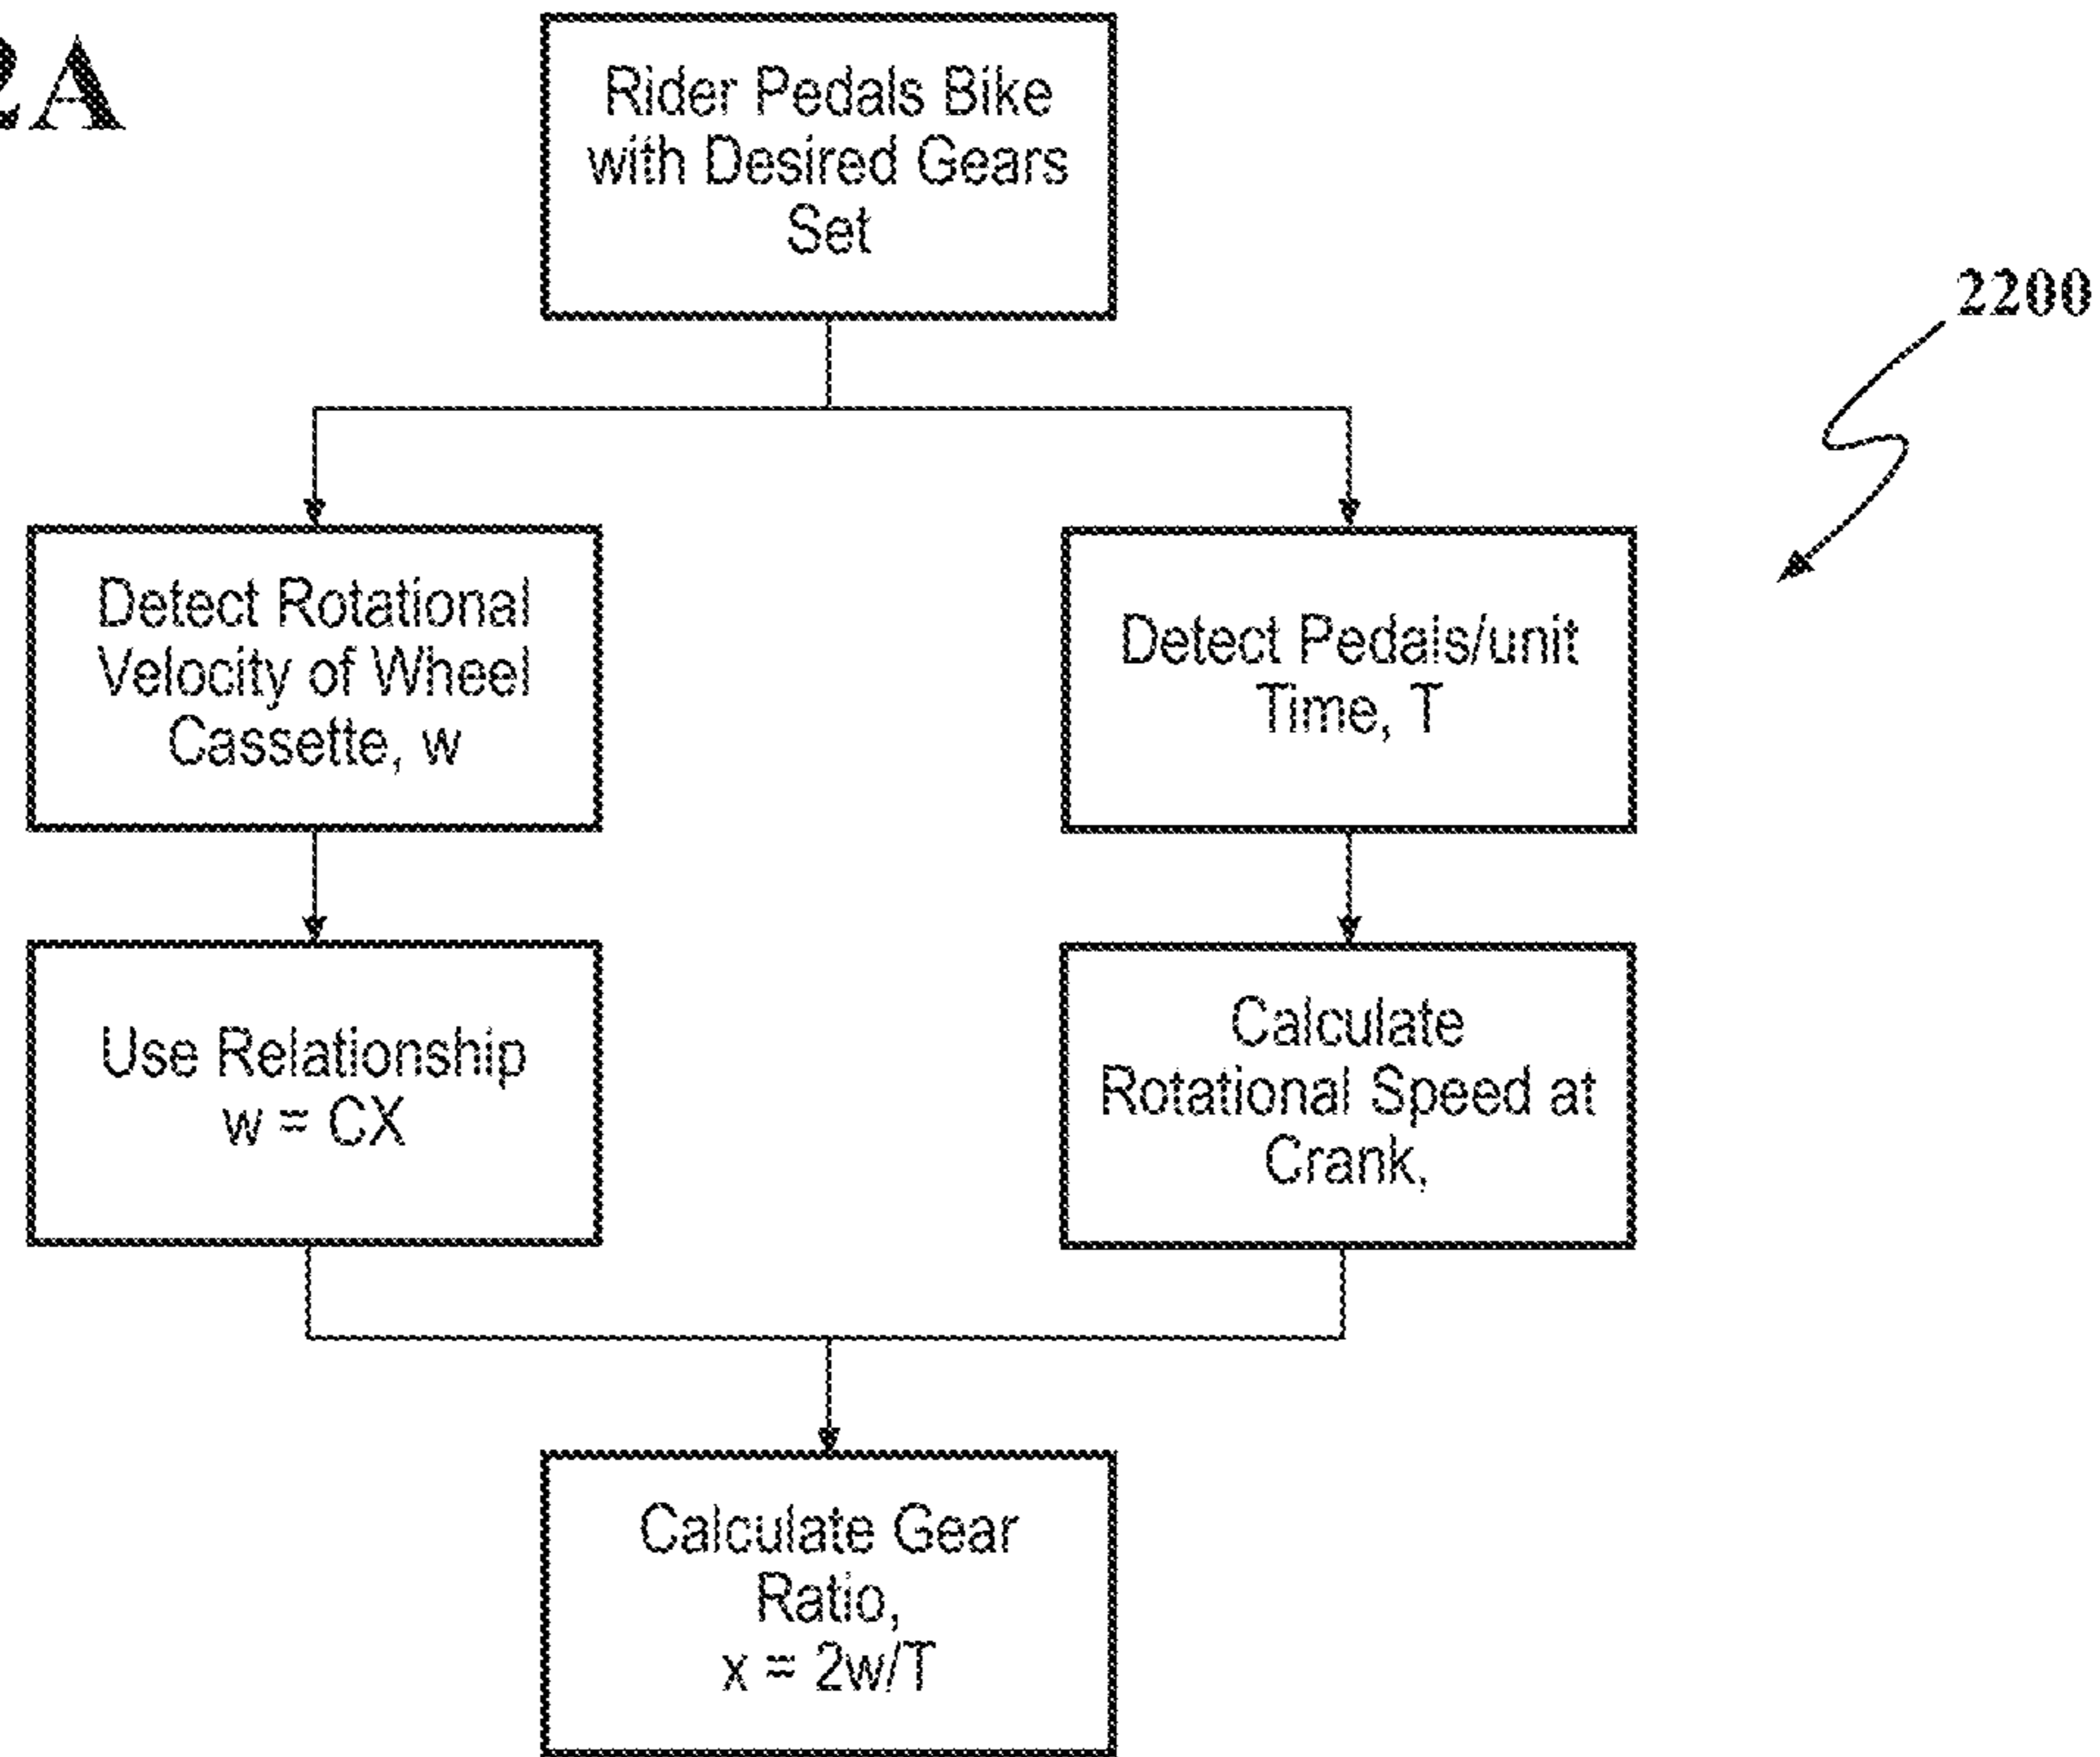 2A
Rider Pedals Bike
with Desired Gears
Set
2200
Detect Rotational
Velocity of Wheel
Cassette, w
Detect Pedals/unit
Time, T
Use Relationship
w = CX
Calculate
Rotational Speed at
Crank,
Calculate Gear
Ratio,
x = 2w/T